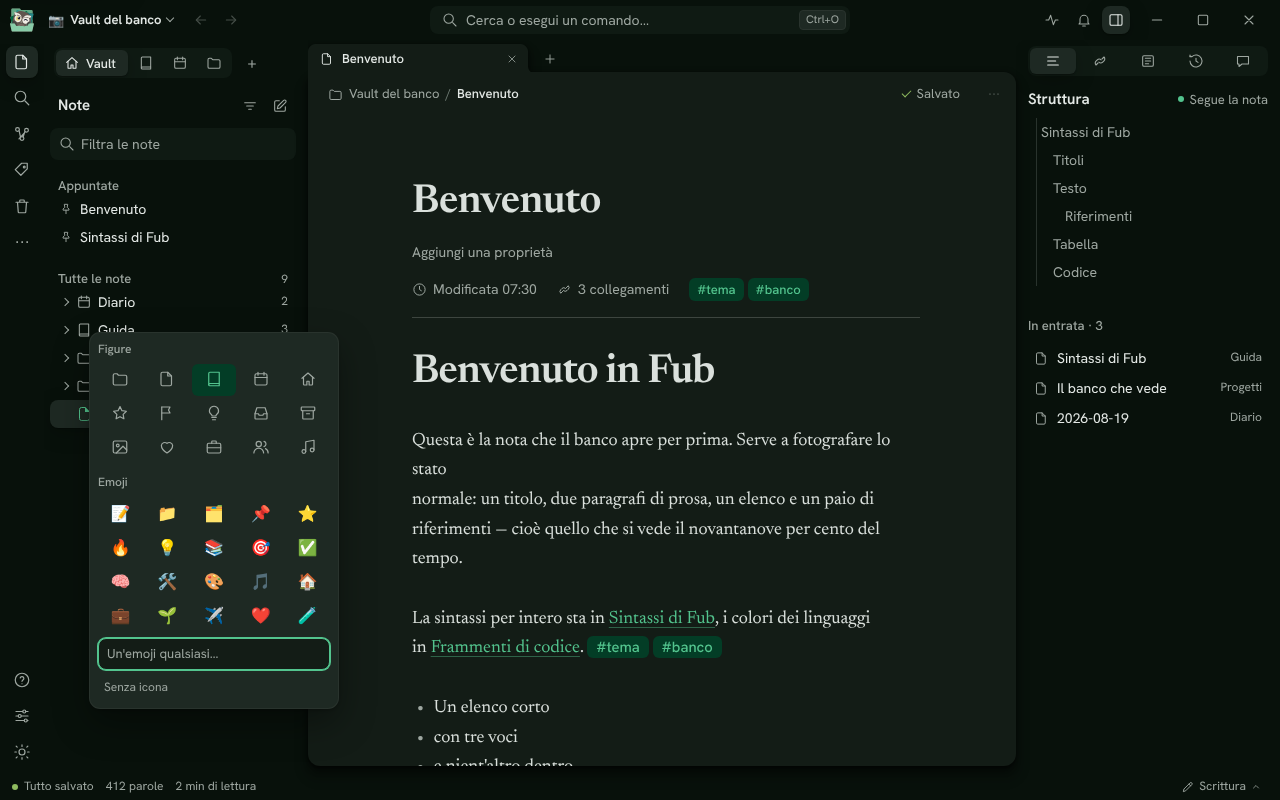 Vault del banco
Cerca o esegui un comando...
Ctrl+O
Vault
Benvenuto
Note
Filtra le note
Appuntate
Benvenuto
Sintassi di Fub
Tutte le note 9
Diario 2
Guida 3
Figure
Emoji
Un'emoji qualsiasi...
Senza icona
Vault del banco / Benvenuto
Salvato
Benvenuto
Aggiungi una proprietà
Modificata 07:30 3 collegamenti #tema #banco
Benvenuto in Fub
Questa è la nota che il banco apre per prima. Serve a fotografare lo
stato
normale: un titolo, due paragrafi di prosa, un elenco e un paio di
riferimenti — cioè quello che si vede il novantanove per cento del
tempo.
La sintassi per intero sta in Sintassi di Fub, i colori dei linguaggi
in Frammenti di codice. #tema #banco
• Un elenco corto
• con tre voci
• e nient'altro dentro
Struttura
Segue la nota
Sintassi di Fub
Titoli
Testo
Riferimenti
Tabella
Codice
In entrata · 3
Sintassi di Fub Guida
Il banco che vede Progetti
2026-08-19 Diario
Tutto salvato 412 parole 2 min di lettura
Scrittura